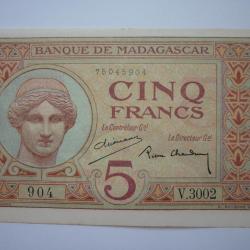 BANQUE DE MADAGASCAR
75045904
CINQ
FRANCS
Le Contrôleur Gal Le Directeur Gal
904 5 V.3002